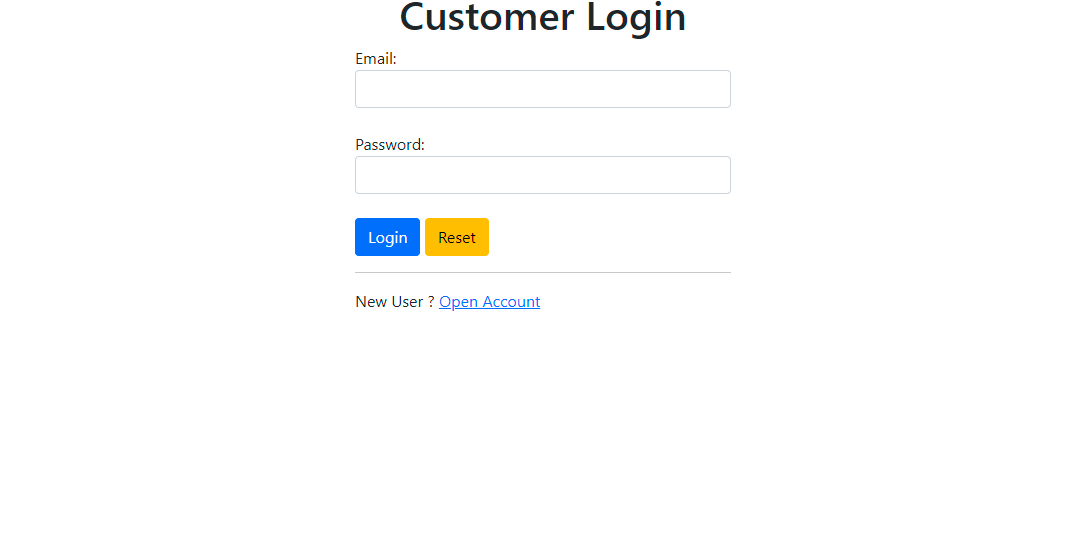 Customer Login
Email:
Password:
Login Reset
New User ? Open Account